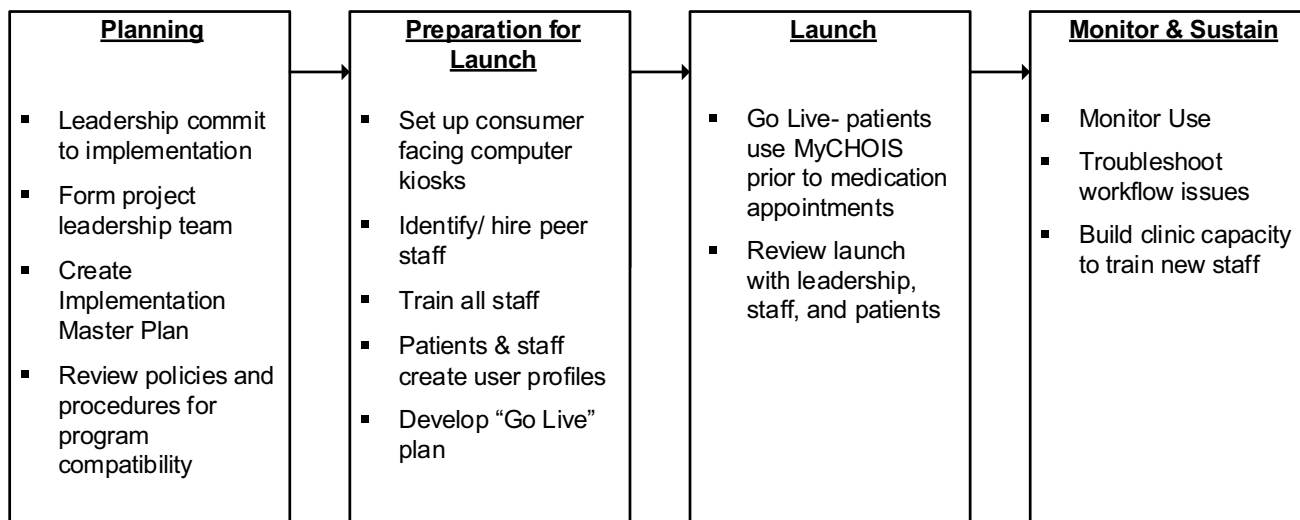 Planning
▪ Leadership commit
to implementation
▪ Form project
leadership team
▪ Create
Implementation
Master Plan
▪ Review policies and
procedures for
program
compatibility
Preparation for
Launch
▪ Set up consumer
facing computer
kiosks
▪ Identify/ hire peer
staff
▪ Train all staff
▪ Patients & staff
create user profiles
▪ Develop “Go Live”
plan
Launch
▪ Go Live- patients
use MyCHOIS
prior to medication
appointments
▪ Review launch
with leadership,
staff, and patients
Monitor & Sustain
▪ Monitor Use
▪ Troubleshoot
workflow issues
▪ Build clinic capacity
to train new staff